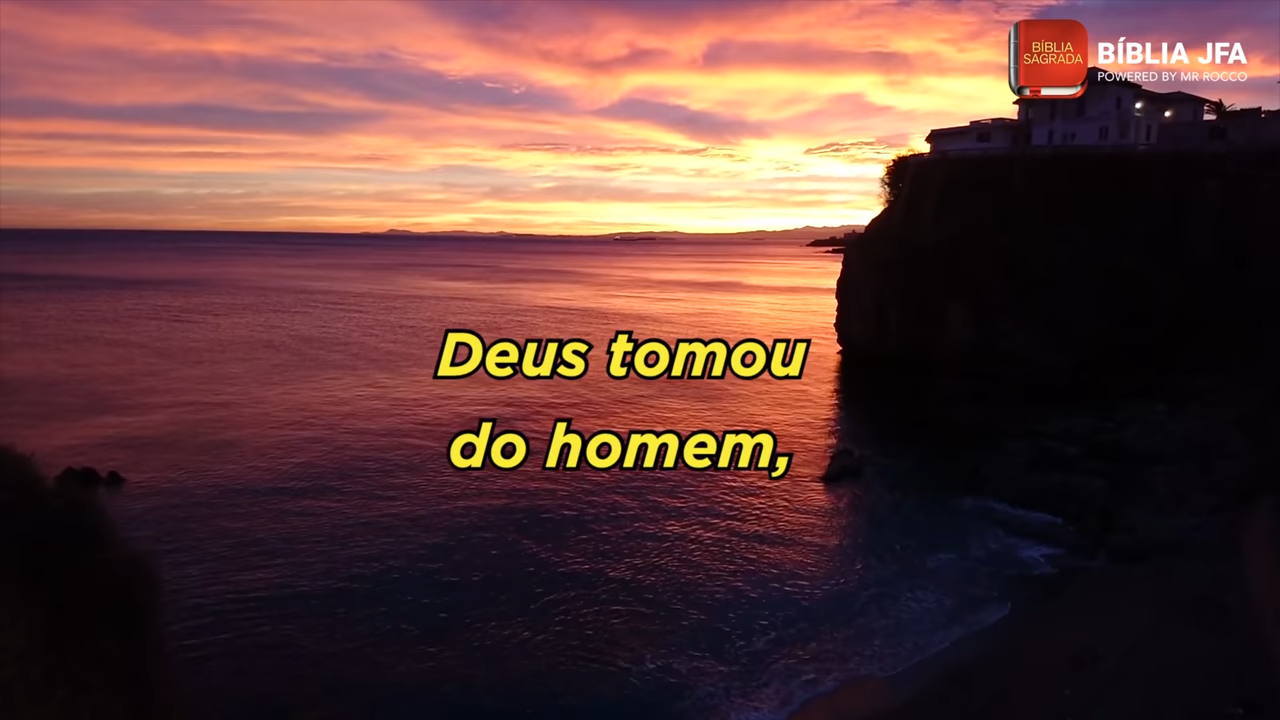 BÍBLIA
SAGRADA
BÍBLIA JFA
POWERED BY MR ROCCO
Deus tomou
do homem,